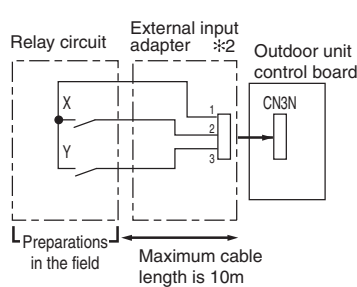 Relay circuit
External input
adapter ※2
Outdoor unit
control board
X
Y
1
2
3
CN3N
Preparations
in the field
Maximum cable
length is 10m